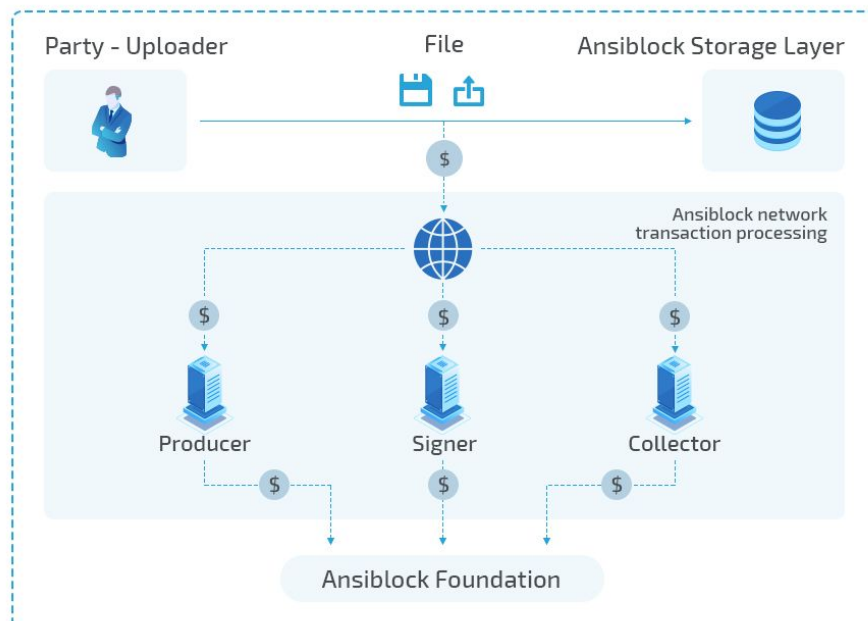 Party - Uploader
File
Ansiblock Storage Layer
$
Ansiblock network
transaction processing
$
$
$
Producer
Signer
Collector
$
$
$
Ansiblock Foundation